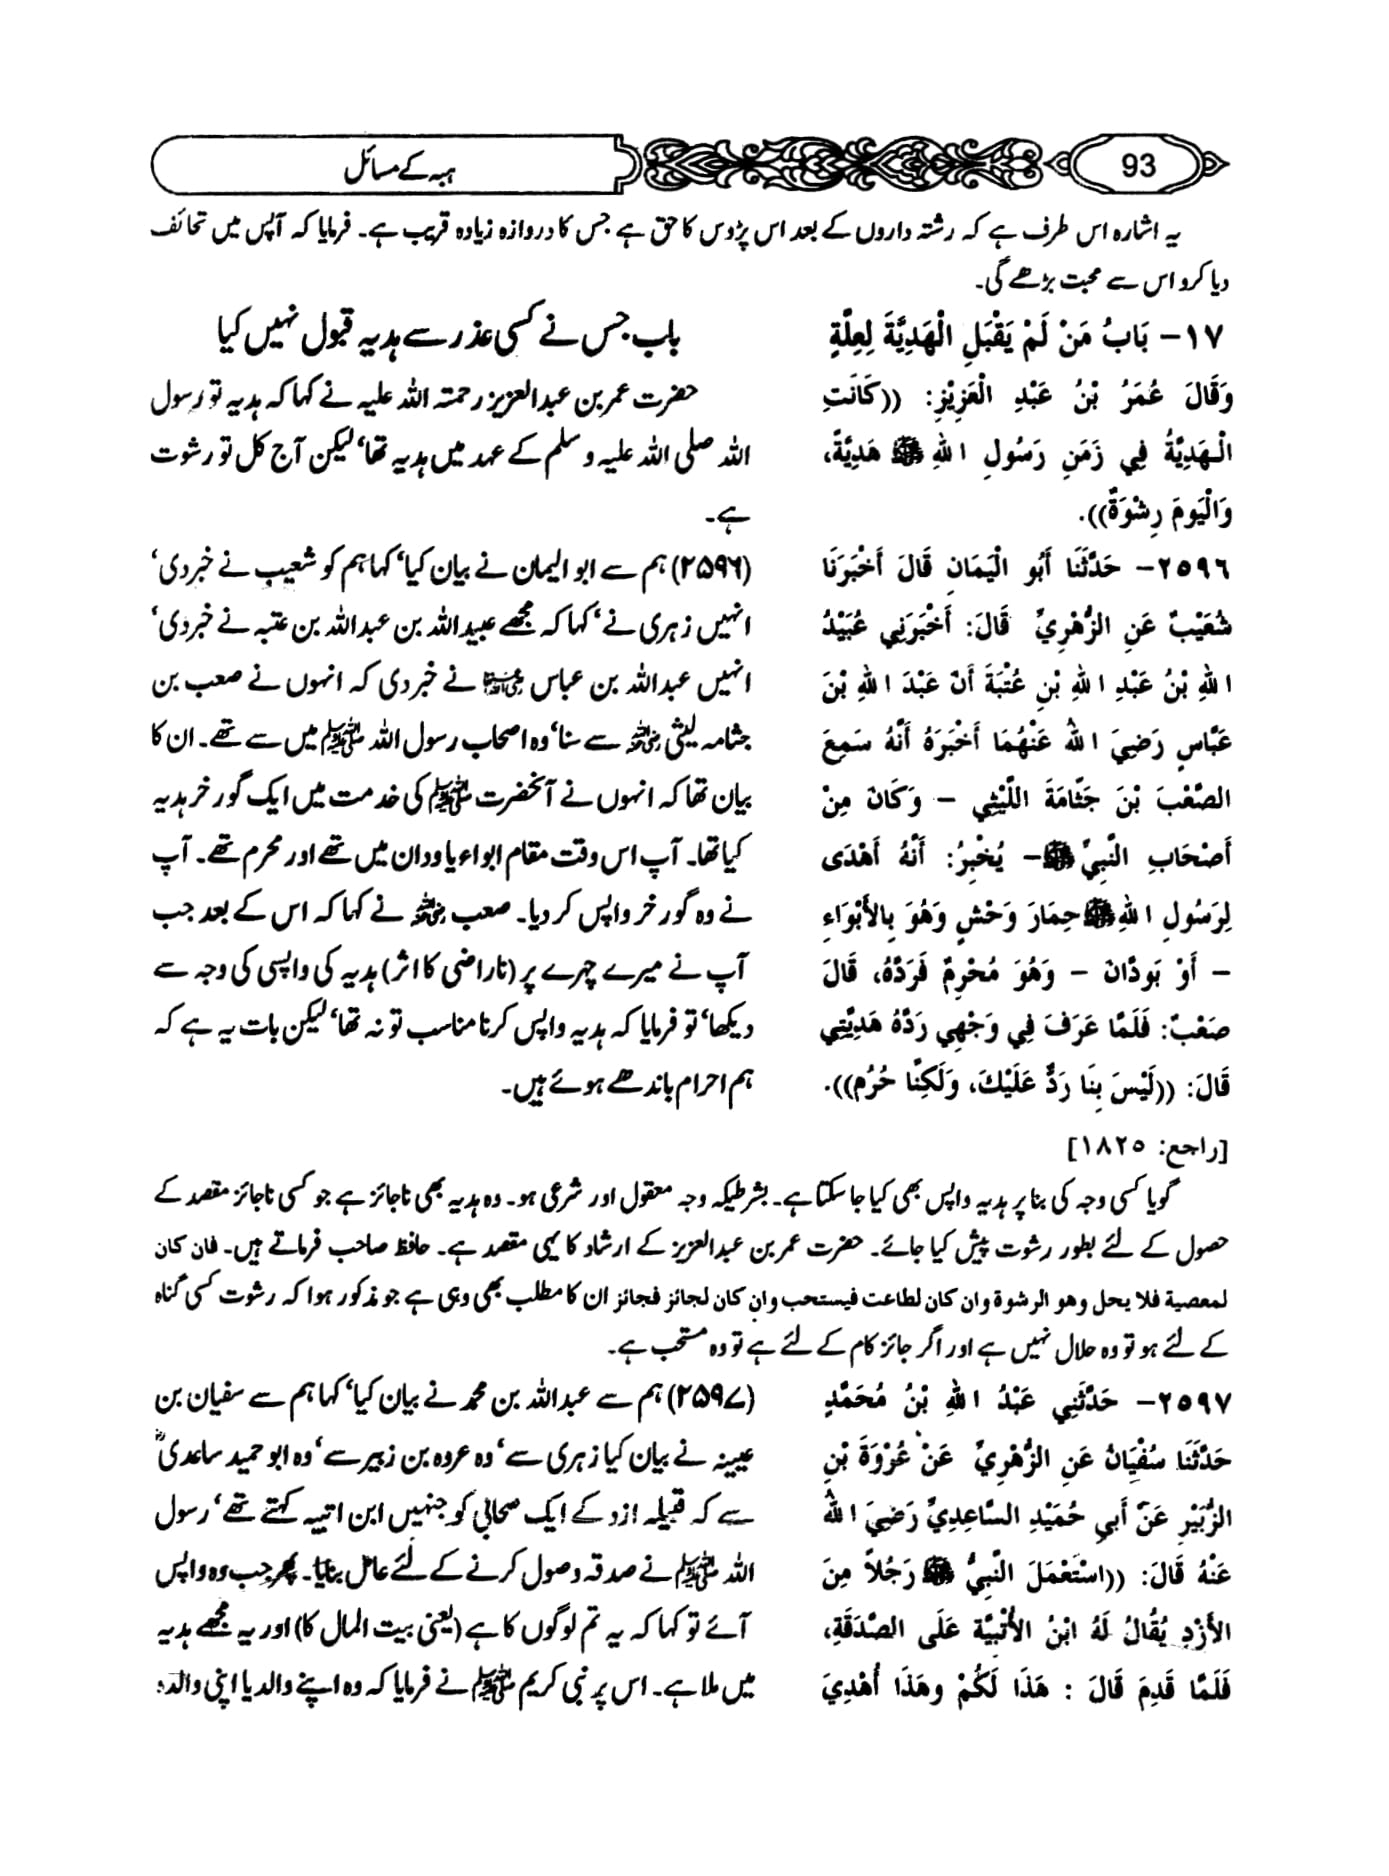 93
ہبہ کے مسائل
یہ اشارہ اس طرف ہے کہ رشتہ داروں کے بعد اس پڑوس کا حق ہے جس کا دروازہ زیادہ قریب ہے۔ فرمایا کہ آپس میں تحائف
دیا کرو اس سے محبت بڑھے گی۔
١٧- بَابُ مَنْ لَمْ يَقْبَلِ الْهَدِيَّةَ لِعِلَّةٍ
وَقَالَ عُمَرُ بْنُ عَبْدِ الْعَزِيْزِ: ((كَانَتِ
الْهَدِيَّةُ فِي زَمَنِ رَسُولِ اللهِ ﷺ هَدِيَّةً،
وَالْيَومَ رِشْوَةٌ)).
٢٥٩٦- حَدَّثَنَا أَبُو الْيَمَانِ قَالَ أَخْبَرَنَا
شُعَيْبٌ عَنِ الزُّهْرِيِّ قَالَ: أَخْبَرَنِي عُبَيْدُ
اللهِ بْنُ عَبْدِ اللهِ بْنِ عُتْبَةَ أَنَّ عَبْدَ اللهِ بْنَ
عَبَّاسٍ رَضِيَ اللهُ عَنْهُمَا أَخْبَرَهُ أَنَّهُ سَمِعَ
الصَّعْبَ بْنَ جَثَّامَةَ اللَّيْثِي – وَكَانَ مِنْ
أَصْحَابِ النَّبِيِّ ﷺ – يُخْبِرُ: أَنَّهُ أَهْدَى
لِرَسُولِ اللهِ ﷺ حِمَارَ وَحْشٍ وَهُوَ بِالأَبْوَاءِ
– أَوْ بَودَّانَ – وَهُوَ مُحْرِمٌ فَرَدَّهُ، قَالَ
صَعْبٌ: فَلَمَّا عَرَفَ فِي وَجْهِي رَدَّهُ هَدِيَّتِي
قَالَ: ((لَيْسَ بِنَا رَدٌّ عَلَيْكَ، وَلَكِنَّا حُرُم)).
[راجع: ١٨٢٥]
باب جس نے کسی عذر سے ہدیہ قبول نہیں کیا
حضرت عمر بن عبدالعزیز رحمتہ اللہ علیہ نے کہا کہ ہدیہ تو رسول
اللہ صلی اللہ علیہ و سلم کے عہد میں ہدیہ تھا‘ لیکن آج کل تو رشوت
ہے۔
(۲۵۹۶) ہم سے ابوالیمان نے بیان کیا‘ کہا ہم کو شعیب نے خبر دی‘
انہیں زہری نے‘ کہا کہ مجھے عبیداللہ بن عبداللہ بن عتبہ نے خبر دی‘
انہیں عبداللہ بن عباس رضی اللہ عنہما نے خبر دی کہ انہوں نے صعب بن
جثامہ لیثی رضی اللہ عنہ سے سنا‘ وہ اصحاب رسول اللہ ﷺ میں سے تھے۔ ان کا
بیان تھا کہ انہوں نے آنحضرت ﷺ کی خدمت میں ایک گورخر ہدیہ
کیا تھا۔ آپ اس وقت مقام ابواء یا ودان میں تھے اور محرم تھے۔ آپ
نے وہ گورخر واپس کر دیا۔ صعب رضی اللہ عنہ نے کہا کہ اس کے بعد جب
آپ نے میرے چہرے پر (ناراضی کا اثر) ہدیہ کی واپسی کی وجہ سے
دیکھا‘ تو فرمایا کہ ہدیہ واپس کرنا مناسب تو نہ تھا‘ لیکن بات یہ ہے کہ
ہم احرام باندھے ہوئے ہیں۔
گویا کسی وجہ کی بنا پر ہدیہ واپس بھی کیا جا سکتا ہے۔ بشرطیکہ وجہ معقول اور شرعی ہو۔ وہ ہدیہ بھی ناجائز ہے جو کسی ناجائز مقصد کے
حصول کے لئے بطور رشوت پیش کیا جائے۔ حضرت عمر بن عبدالعزیز کے ارشاد کا یہی مقصد ہے۔ حافظ صاحب فرماتے ہیں۔ فان كان
لمعصية فلا يحل وهو الرشوة وان كان لطاعت فيستحب وان كان لجائز فجائز ان کا مطلب بھی وہی ہے جو مذکور ہوا کہ رشوت کسی گناہ
کے لئے ہو تو وہ حلال نہیں ہے اور اگر جائز کام کے لئے ہے تو وہ مستحب ہے۔
٢٥٩٧- حَدَّثَنِي عَبْدُ اللهِ بْنُ مُحَمَّدٍ
حَدَّثَنَا سُفْيَانُ عَنِ الزُّهْرِيِّ عَنْ عُرْوَةَ بْنِ
الزُّبَيْرِ عَنْ أَبِي حُمَيْدٍ السَّاعِدِيِّ رَضِيَ اللهُ
عَنْهُ قَالَ: ((اسْتَعْمَلَ النَّبِيُّ ﷺ رَجُلاً مِنَ
الأَزْدِ يُقَالُ لَهُ ابْنُ الأُتْبِيَّةِ عَلَى الصَّدَقَةِ،
فَلَمَّا قَدِمَ قَالَ : هَذَا لَكُمْ وهَذَا أُهْدِيَ
(۲۵۹۷) ہم سے عبداللہ بن محمد نے بیان کیا‘ کہا ہم سے سفیان بن
عیینہ نے بیان کیا زہری سے‘ وہ عروہ بن زبیر سے‘ وہ ابو حمید ساعدیؓ
سے کہ قبیلہ ازد کے ایک صحابی کو جنہیں ابن اتبیہ کہتے تھے‘ رسول
اللہ ﷺ نے صدقہ وصول کرنے کے لئے عامل بنایا۔ پھر جب وہ واپس
آئے تو کہا کہ یہ تم لوگوں کا ہے (یعنی بیت المال کا) اور یہ مجھے ہدیہ
میں ملا ہے۔ اس پر نبی کریم ﷺ نے فرمایا کہ وہ اپنے والد یا اپنی والدہ